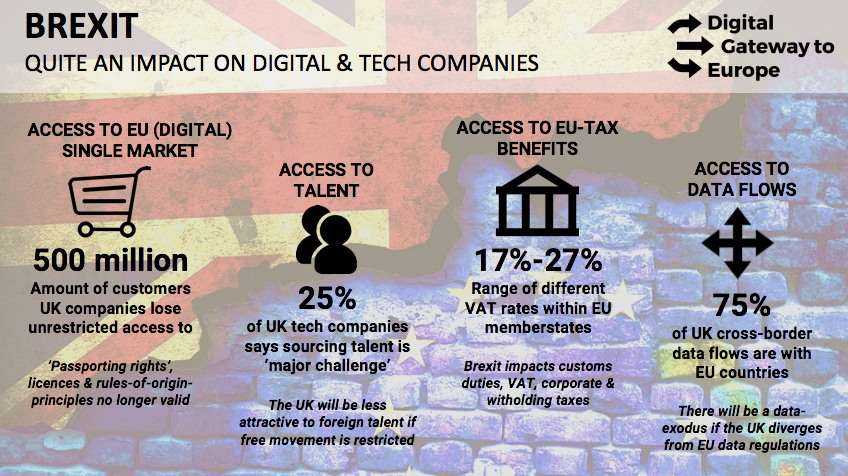 BREXIT
QUITE AN IMPACT ON DIGITAL & TECH COMPANIES
Digital
Gateway to
Europe
ACCESS TO EU (DIGITAL)
SINGLE MARKET
500 million
Amount of customers
UK companies lose
unrestricted access to
'Passporting rights',
licences & rules-of-origin-
principles no longer valid
ACCESS TO
TALENT
25%
of UK tech companies
says sourcing talent is
'major challenge'
The UK will be less
attractive to foreign talent if
free movement is restricted
ACCESS TO EU-TAX
BENEFITS
17%-27%
Range of different
VAT rates within EU
memberstates
Brexit impacts customs
duties, VAT, corporate &
witholding taxes
ACCESS TO
DATA FLOWS
75%
of UK cross-border
data flows are with
EU countries
There will be a data-
exodus if the UK diverges
from EU data regulations